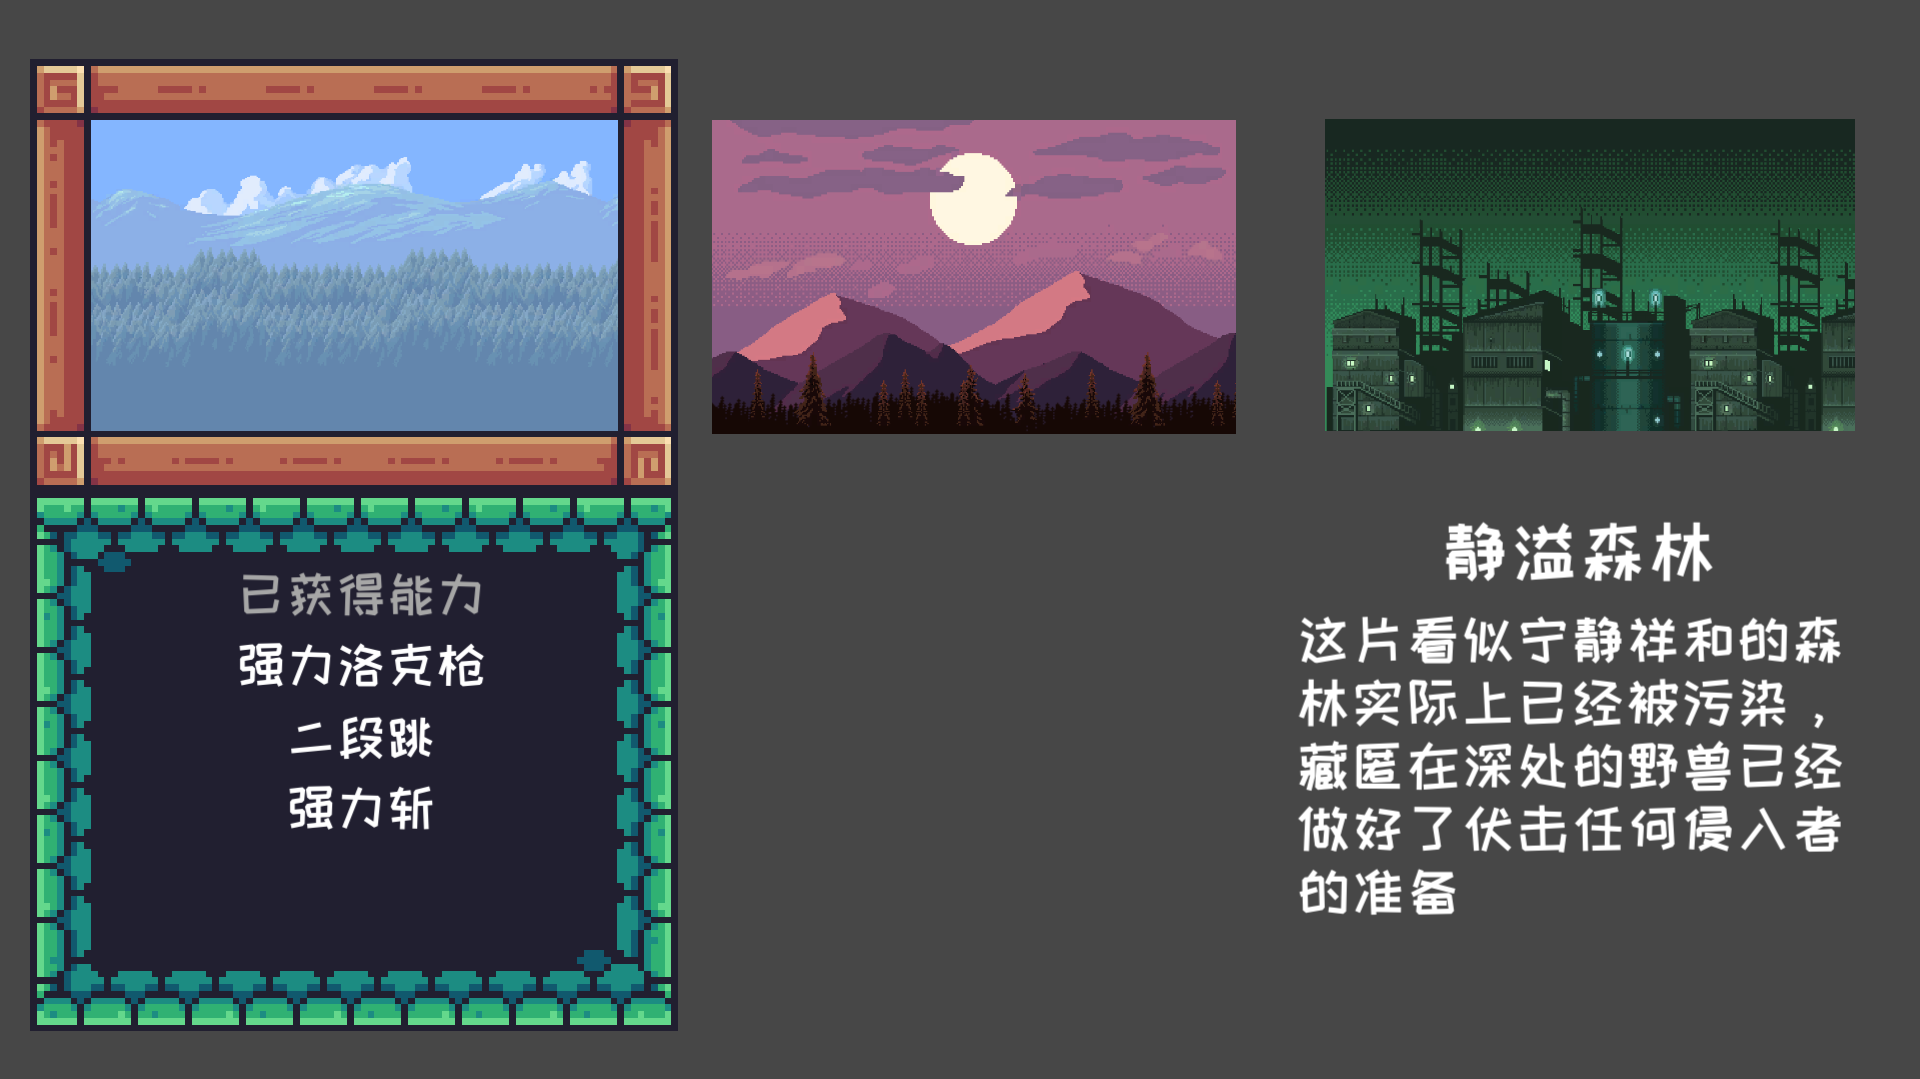 已获得能力
强力洛克枪
二段跳
强力斩
静溢森林
这片看似宁静祥和的森
林实际上已经被污染，
藏匿在深处的野兽已经
做好了伏击任何侵入者
的准备